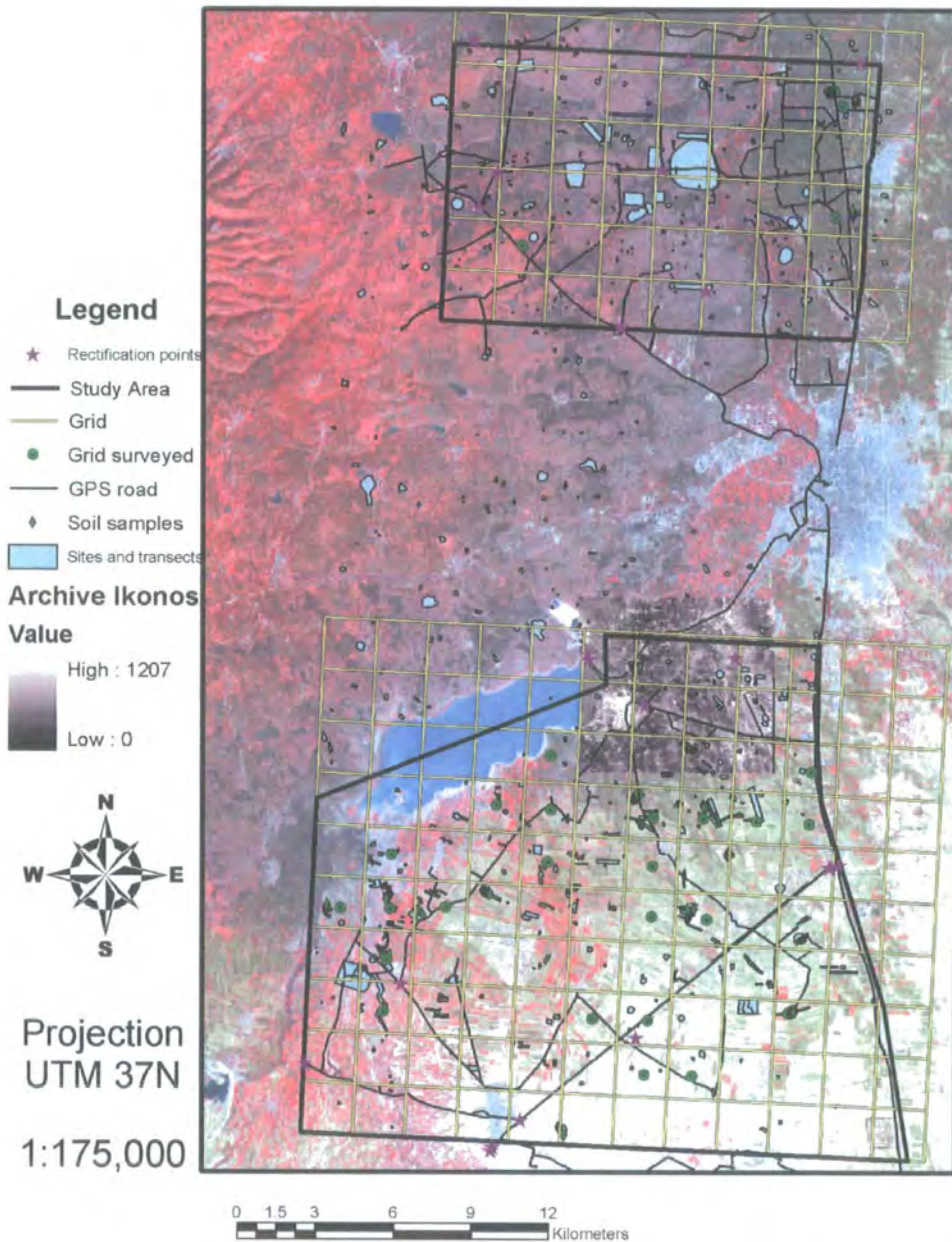 Legend
Rectification points
Study Area
Grid
Grid surveyed
GPS road
Soil samples
Sites and transects
Archive Ikonos
Value
High : 1207
Low : 0
N
W E
S
Projection
UTM 37N
1:175,000
0 1.5 3 6 9 12
Kilometers